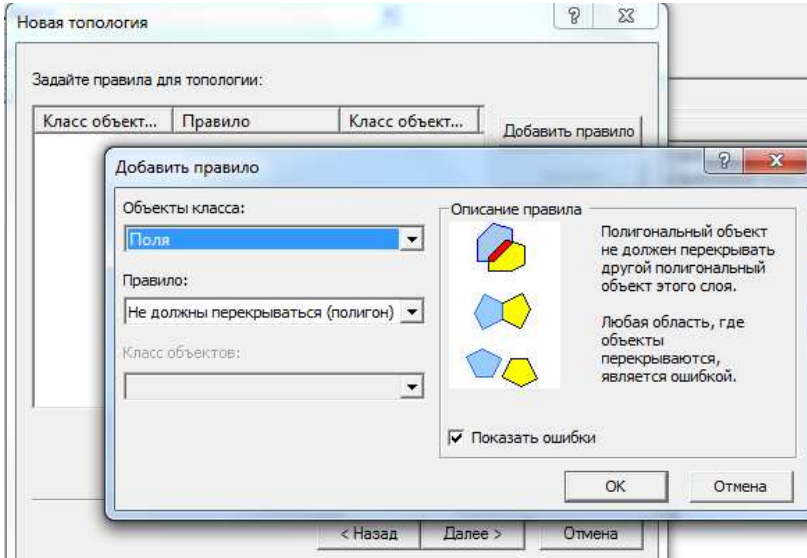 Новая топология
Задайте правила для топологии:
Класс объект... Правило Класс объект...
Добавить правило
Добавить правило
Объекты класса:
Поля
Правило:
Не должны перекрываться (полигон)
Класс объектов:
Описание правила
Полигональный объект
не должен перекрывать
другой полигональный
объект этого слоя.
Любая область, где
объекты
перекрываются,
является ошибкой.
Показать ошибки
OK Отмена
< Назад Далее > Отмена